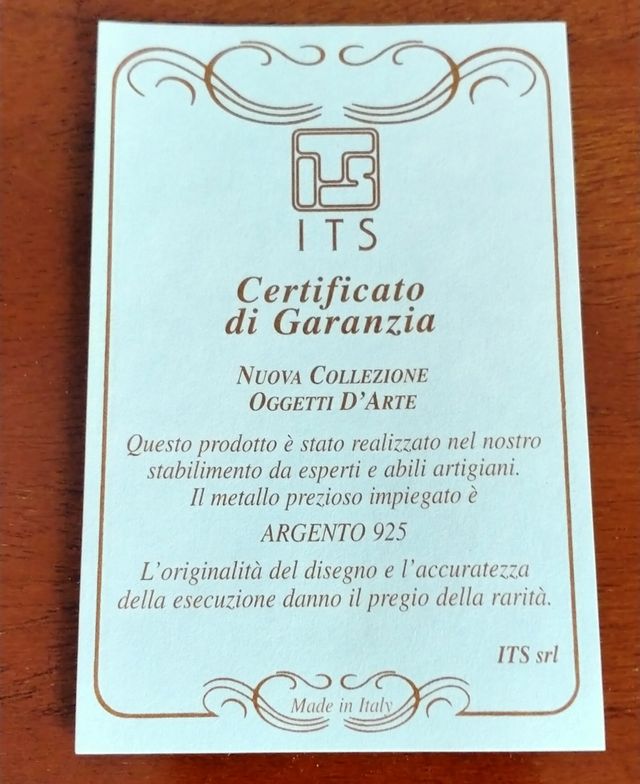 ITS
Certificato
di Garanzia
NUOVA COLLEZIONE
OGGETTI D'ARTE
Questo prodotto è stato realizzato nel nostro
stabilimento da esperti e abili artigiani.
Il metallo prezioso impiegato è
ARGENTO 925
L'originalità del disegno e l'accuratezza
della esecuzione danno il pregio della rarità.
ITS srl
Made in Italy